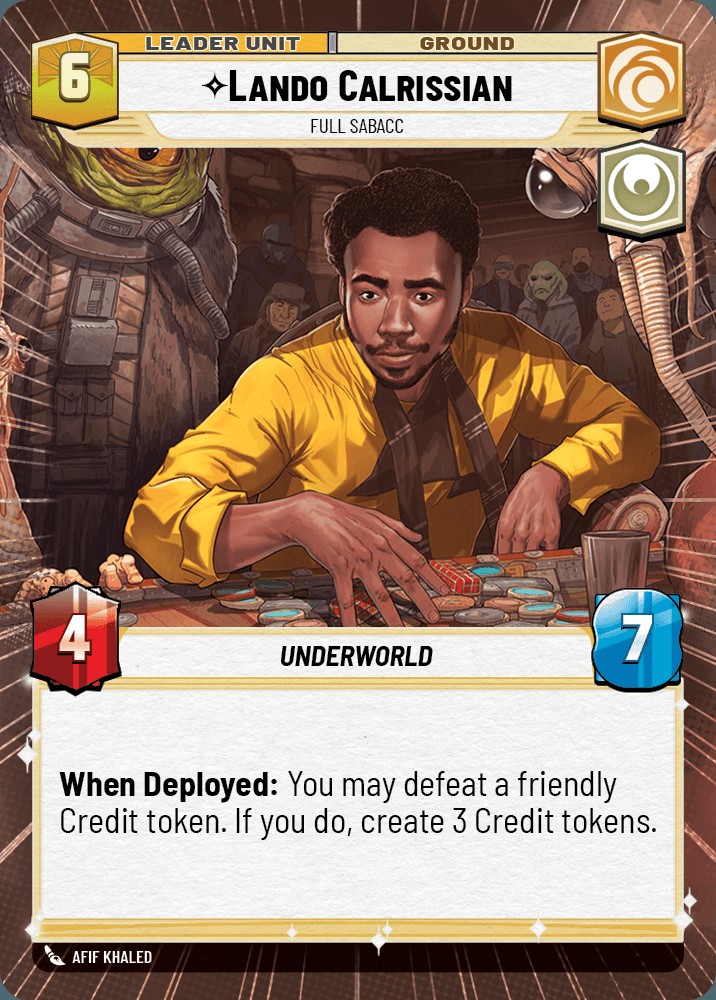 LEADER UNIT GROUND
6
✧LANDO CALRISSIAN
FULL SABACC
4
UNDERWORLD
7
When Deployed: You may defeat a friendly
Credit token. If you do, create 3 Credit tokens.
AFIF KHALED